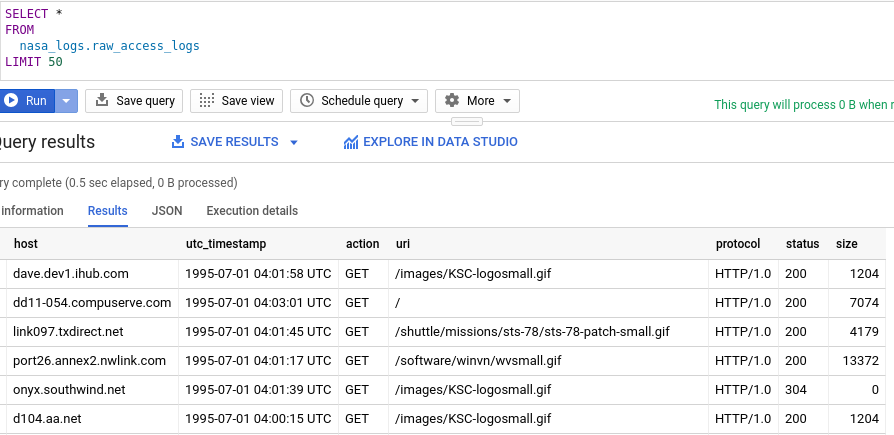 SELECT *
FROM
nasa_logs.raw_access_logs
LIMIT 50
Run Save query Save view Schedule query More This query will process 0 B when r
Query results SAVE RESULTS EXPLORE IN DATA STUDIO
ry complete (0.5 sec elapsed, 0 B processed)
information Results JSON Execution details
host utc_timestamp action uri protocol status size
dave.dev1.ihub.com 1995-07-01 04:01:58 UTC GET /images/KSC-logosmall.gif HTTP/1.0 200 1204
dd11-054.compuserve.com 1995-07-01 04:03:01 UTC GET / HTTP/1.0 200 7074
link097.txdirect.net 1995-07-01 04:01:45 UTC GET /shuttle/missions/sts-78/sts-78-patch-small.gif HTTP/1.0 200 4179
port26.annex2.nwlink.com 1995-07-01 04:01:17 UTC GET /software/winvn/wvsmall.gif HTTP/1.0 200 13372
onyx.southwind.net 1995-07-01 04:01:39 UTC GET /images/KSC-logosmall.gif HTTP/1.0 304 0
d104.aa.net 1995-07-01 04:00:15 UTC GET /images/KSC-logosmall.gif HTTP/1.0 200 1204